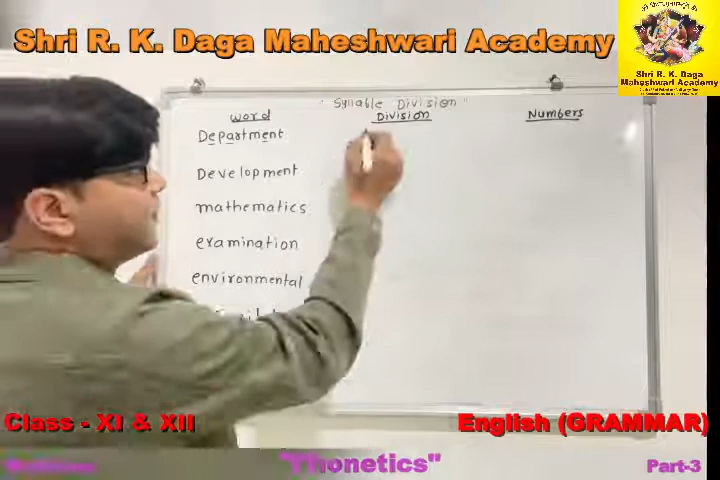 Shri R. K. Daga Maheshwari Academy
Shri R. K. Daga
Maheshwari Academy
"Syllable Division"
Word Division Numbers
Department
Development
mathematics
examination
environmental
Class - XI & XII
English (GRAMMAR)
"Phonetics"
Part-3